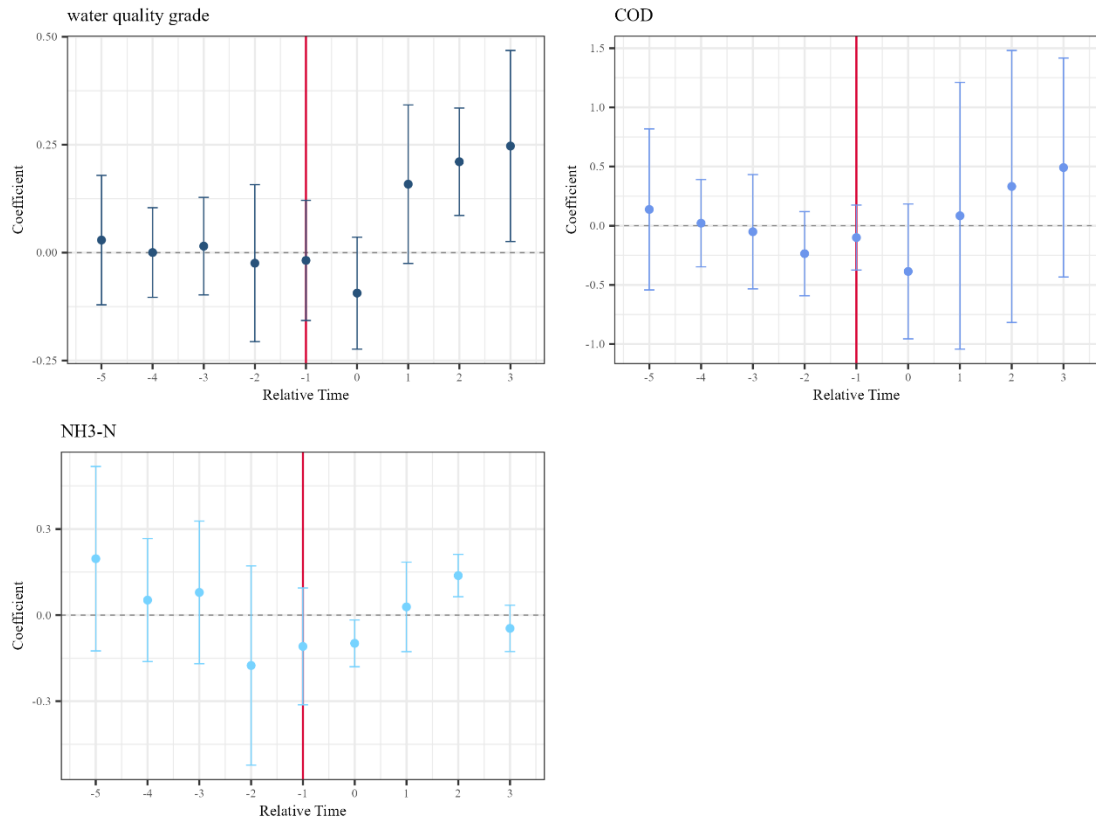 water quality grade
0.50
0.25
0.00
-0.25
Coefficient
-5 -4 -3 -2 -1 0 1 2 3
Relative Time
COD
1.5
1.0
0.5
0.0
-0.5
-1.0
Coefficient
-5 -4 -3 -2 -1 0 1 2 3
Relative Time
NH3-N
0.3
0.0
-0.3
Coefficient
-5 -4 -3 -2 -1 0 1 2 3
Relative Time